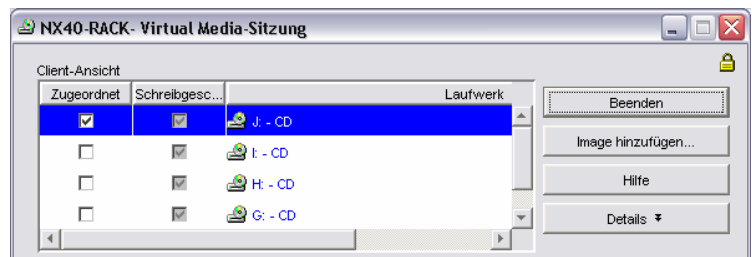 NX40-RACK- Virtual Media-Sitzung
Client-Ansicht
Zugeordnet Schreibgesc... Laufwerk
J: - CD
I: - CD
H: - CD
G: - CD
Beenden
Image hinzufügen...
Hilfe
Details